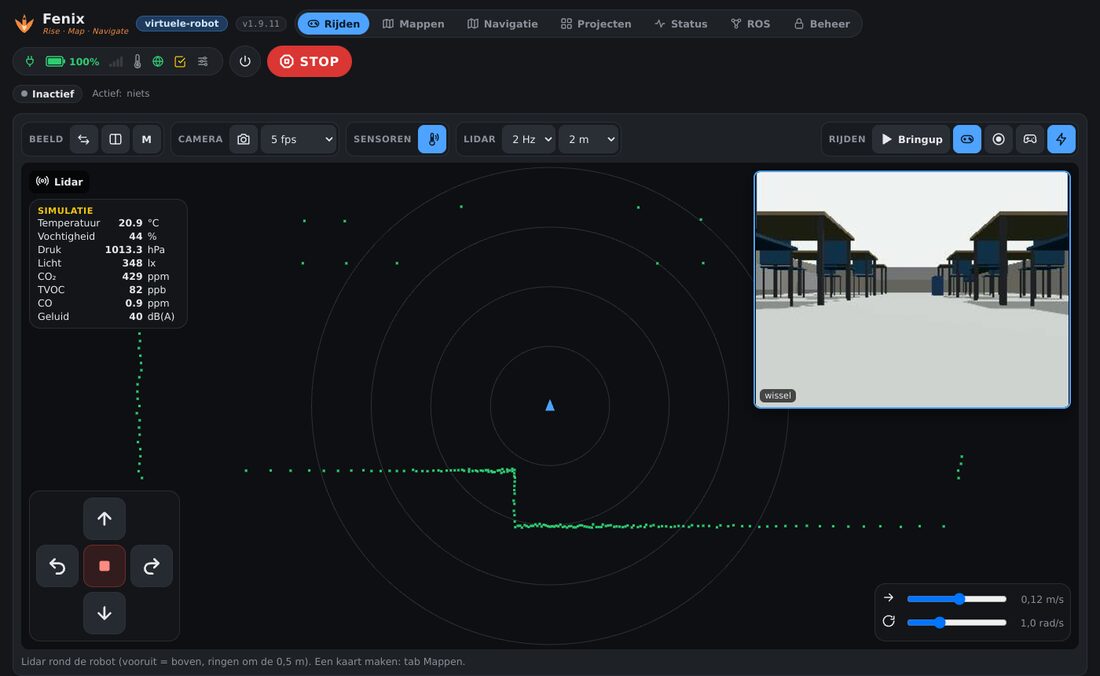 Fenix
Rise · Map · Navigate
virtuele-robot
v1.9.11
Rijden
Mappen
Navigatie
Projecten
Status
ROS
Beheer
100%
STOP
Inactief
Actief: niets
BEELD
M
CAMERA
5 fps
SENSOREN
LIDAR
2 Hz
2 m
RIJDEN
Bringup
Lidar
SIMULATIE
Temperatuur 20.9 °C
Vochtigheid 44 %
Druk 1013.3 hPa
Licht 348 lx
CO₂ 429 ppm
TVOC 82 ppb
CO 0.9 ppm
Geluid 40 dB(A)
wissel
0,12 m/s
1,0 rad/s
Lidar rond de robot (vooruit = boven, ringen om de 0,5 m). Een kaart maken: tab Mappen.